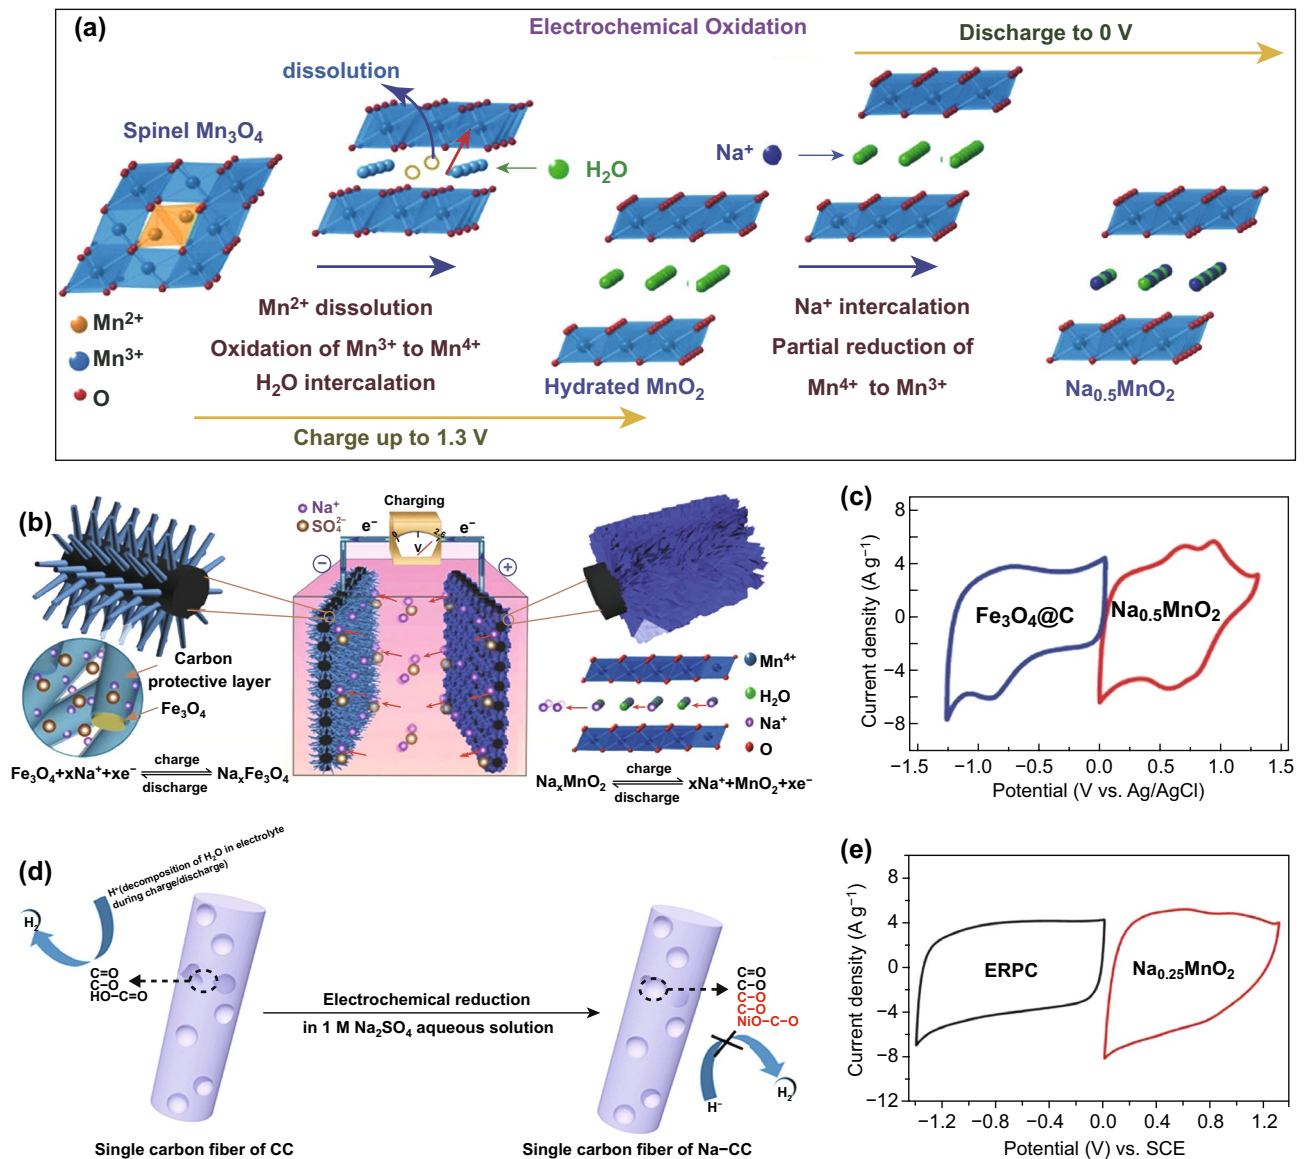 (a)
Electrochemical Oxidation
Discharge to 0 V
dissolution
Spinel Mn₃O₄
H₂O
Na⁺
Mn²⁺
Mn³⁺
O
Mn²⁺ dissolution
Oxidation of Mn³⁺ to Mn⁴⁺
H₂O intercalation
Hydrated MnO₂
Na⁺ intercalation
Partial reduction of
Mn⁴⁺ to Mn³⁺
Na₀.₅MnO₂
Charge up to 1.3 V
(b)
Na⁺
SO₄²⁻
Charging
e⁻
e⁻
0
2.6
V
−
+
Carbon
protective layer
Fe₃O₄
Fe₃O₄+xNa⁺+xe⁻ charge NaₓFe₃O₄
discharge
Mn⁴⁺
H₂O
Na⁺
O
NaₓMnO₂ charge xNa⁺+MnO₂+xe⁻
discharge
(c)
Current density (A g⁻¹)
8
4
0
−4
−8
Fe₃O₄@C
Na₀.₅MnO₂
−1.5 −1.0 −0.5 0.0 0.5 1.0 1.5
Potential (V vs. Ag/AgCl)
(d)
H⁺(decomposition of H₂O in electrolyte
during charge/discharge)
H₂
C=O
C−O
HO−C=O
Electrochemical reduction
in 1 M Na₂SO₄ aqueous solution
C=O
C−O
C−O
C−O
NiO−C−O
H⁻
H₂
Single carbon fiber of CC
Single carbon fiber of Na−CC
(e)
Current density (A g⁻¹)
8
4
0
−4
−8
−12
ERPC
Na₀.₂₅MnO₂
−1.2 −0.8 −0.4 0.0 0.4 0.8 1.2
Potential (V) vs. SCE